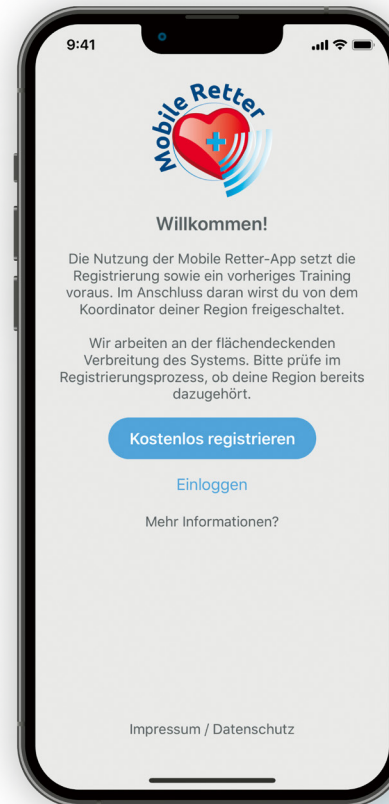 9:41
Mobile Retter
Willkommen!
Die Nutzung der Mobile Retter-App setzt die
Registrierung sowie ein vorheriges Training
voraus. Im Anschluss daran wirst du von dem
Koordinator deiner Region freigeschaltet.
Wir arbeiten an der flächendeckenden
Verbreitung des Systems. Bitte prüfe im
Registrierungsprozess, ob deine Region bereits
dazugehört.
Kostenlos registrieren
Einloggen
Mehr Informationen?
Impressum / Datenschutz